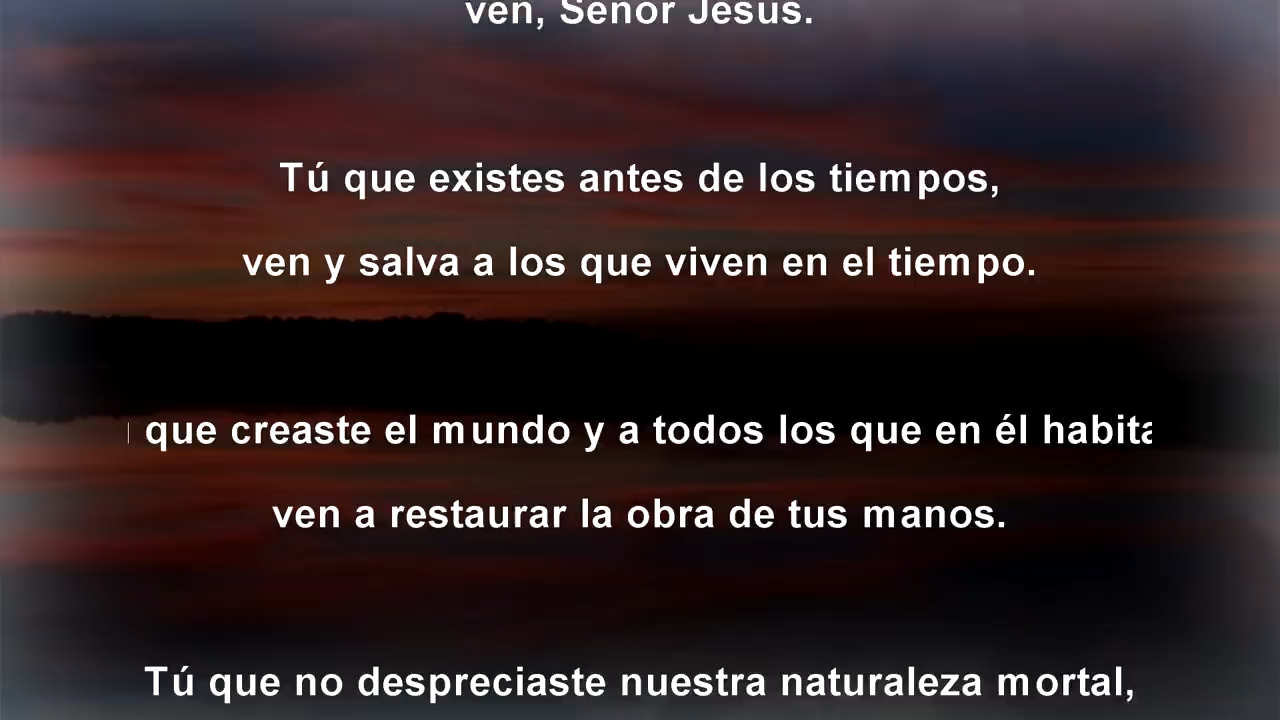 ven, Señor Jesús.
Tú que existes antes de los tiempos,
ven y salva a los que viven en el tiempo.
que creaste el mundo y a todos los que en él
ven a restaurar la obra de tus manos.
Tú que no despreciaste nuestra naturaleza mortal,